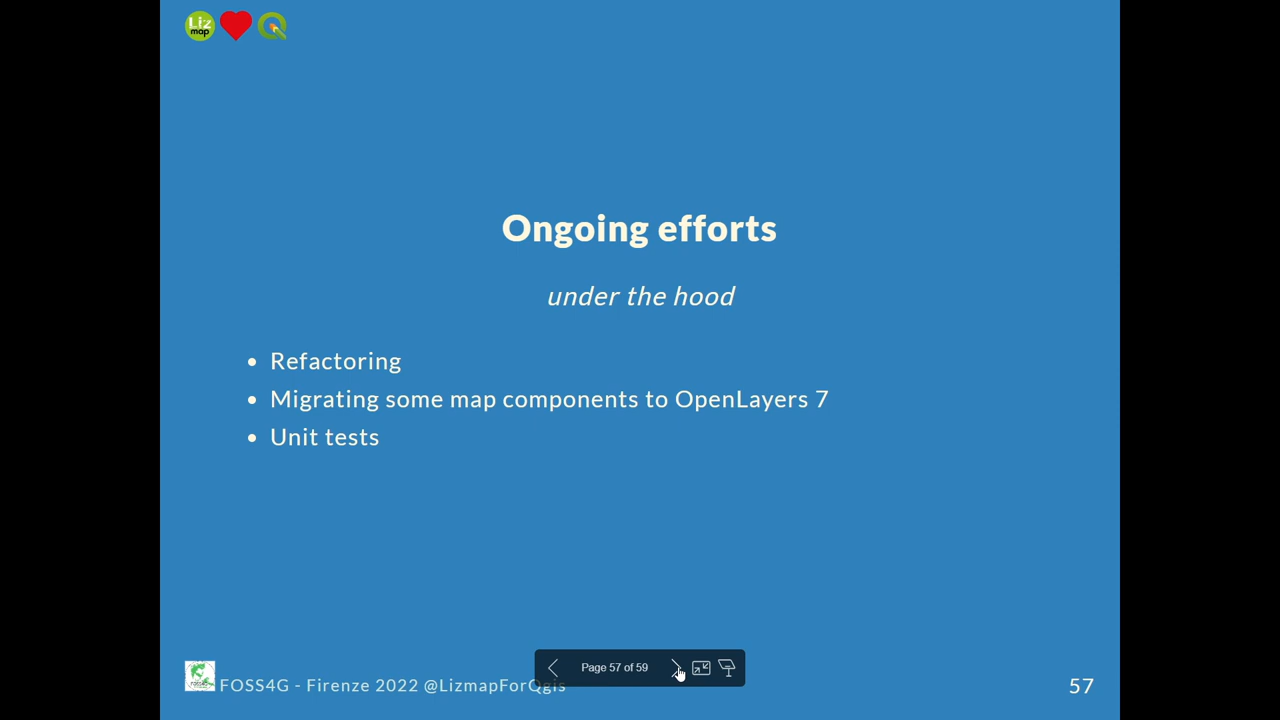 Liz
map
Ongoing efforts
under the hood
• Refactoring
• Migrating some map components to OpenLayers 7
• Unit tests
Page 57 of 59
FOSS4G - Firenze 2022 @LizmapForQgis
57